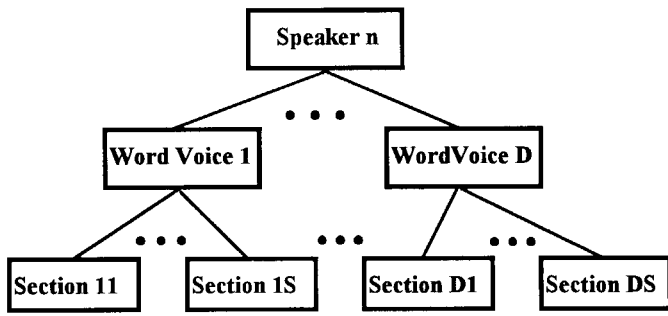 Speaker n
Word Voice 1
WordVoice D
Section 11
Section 1S
Section D1
Section DS